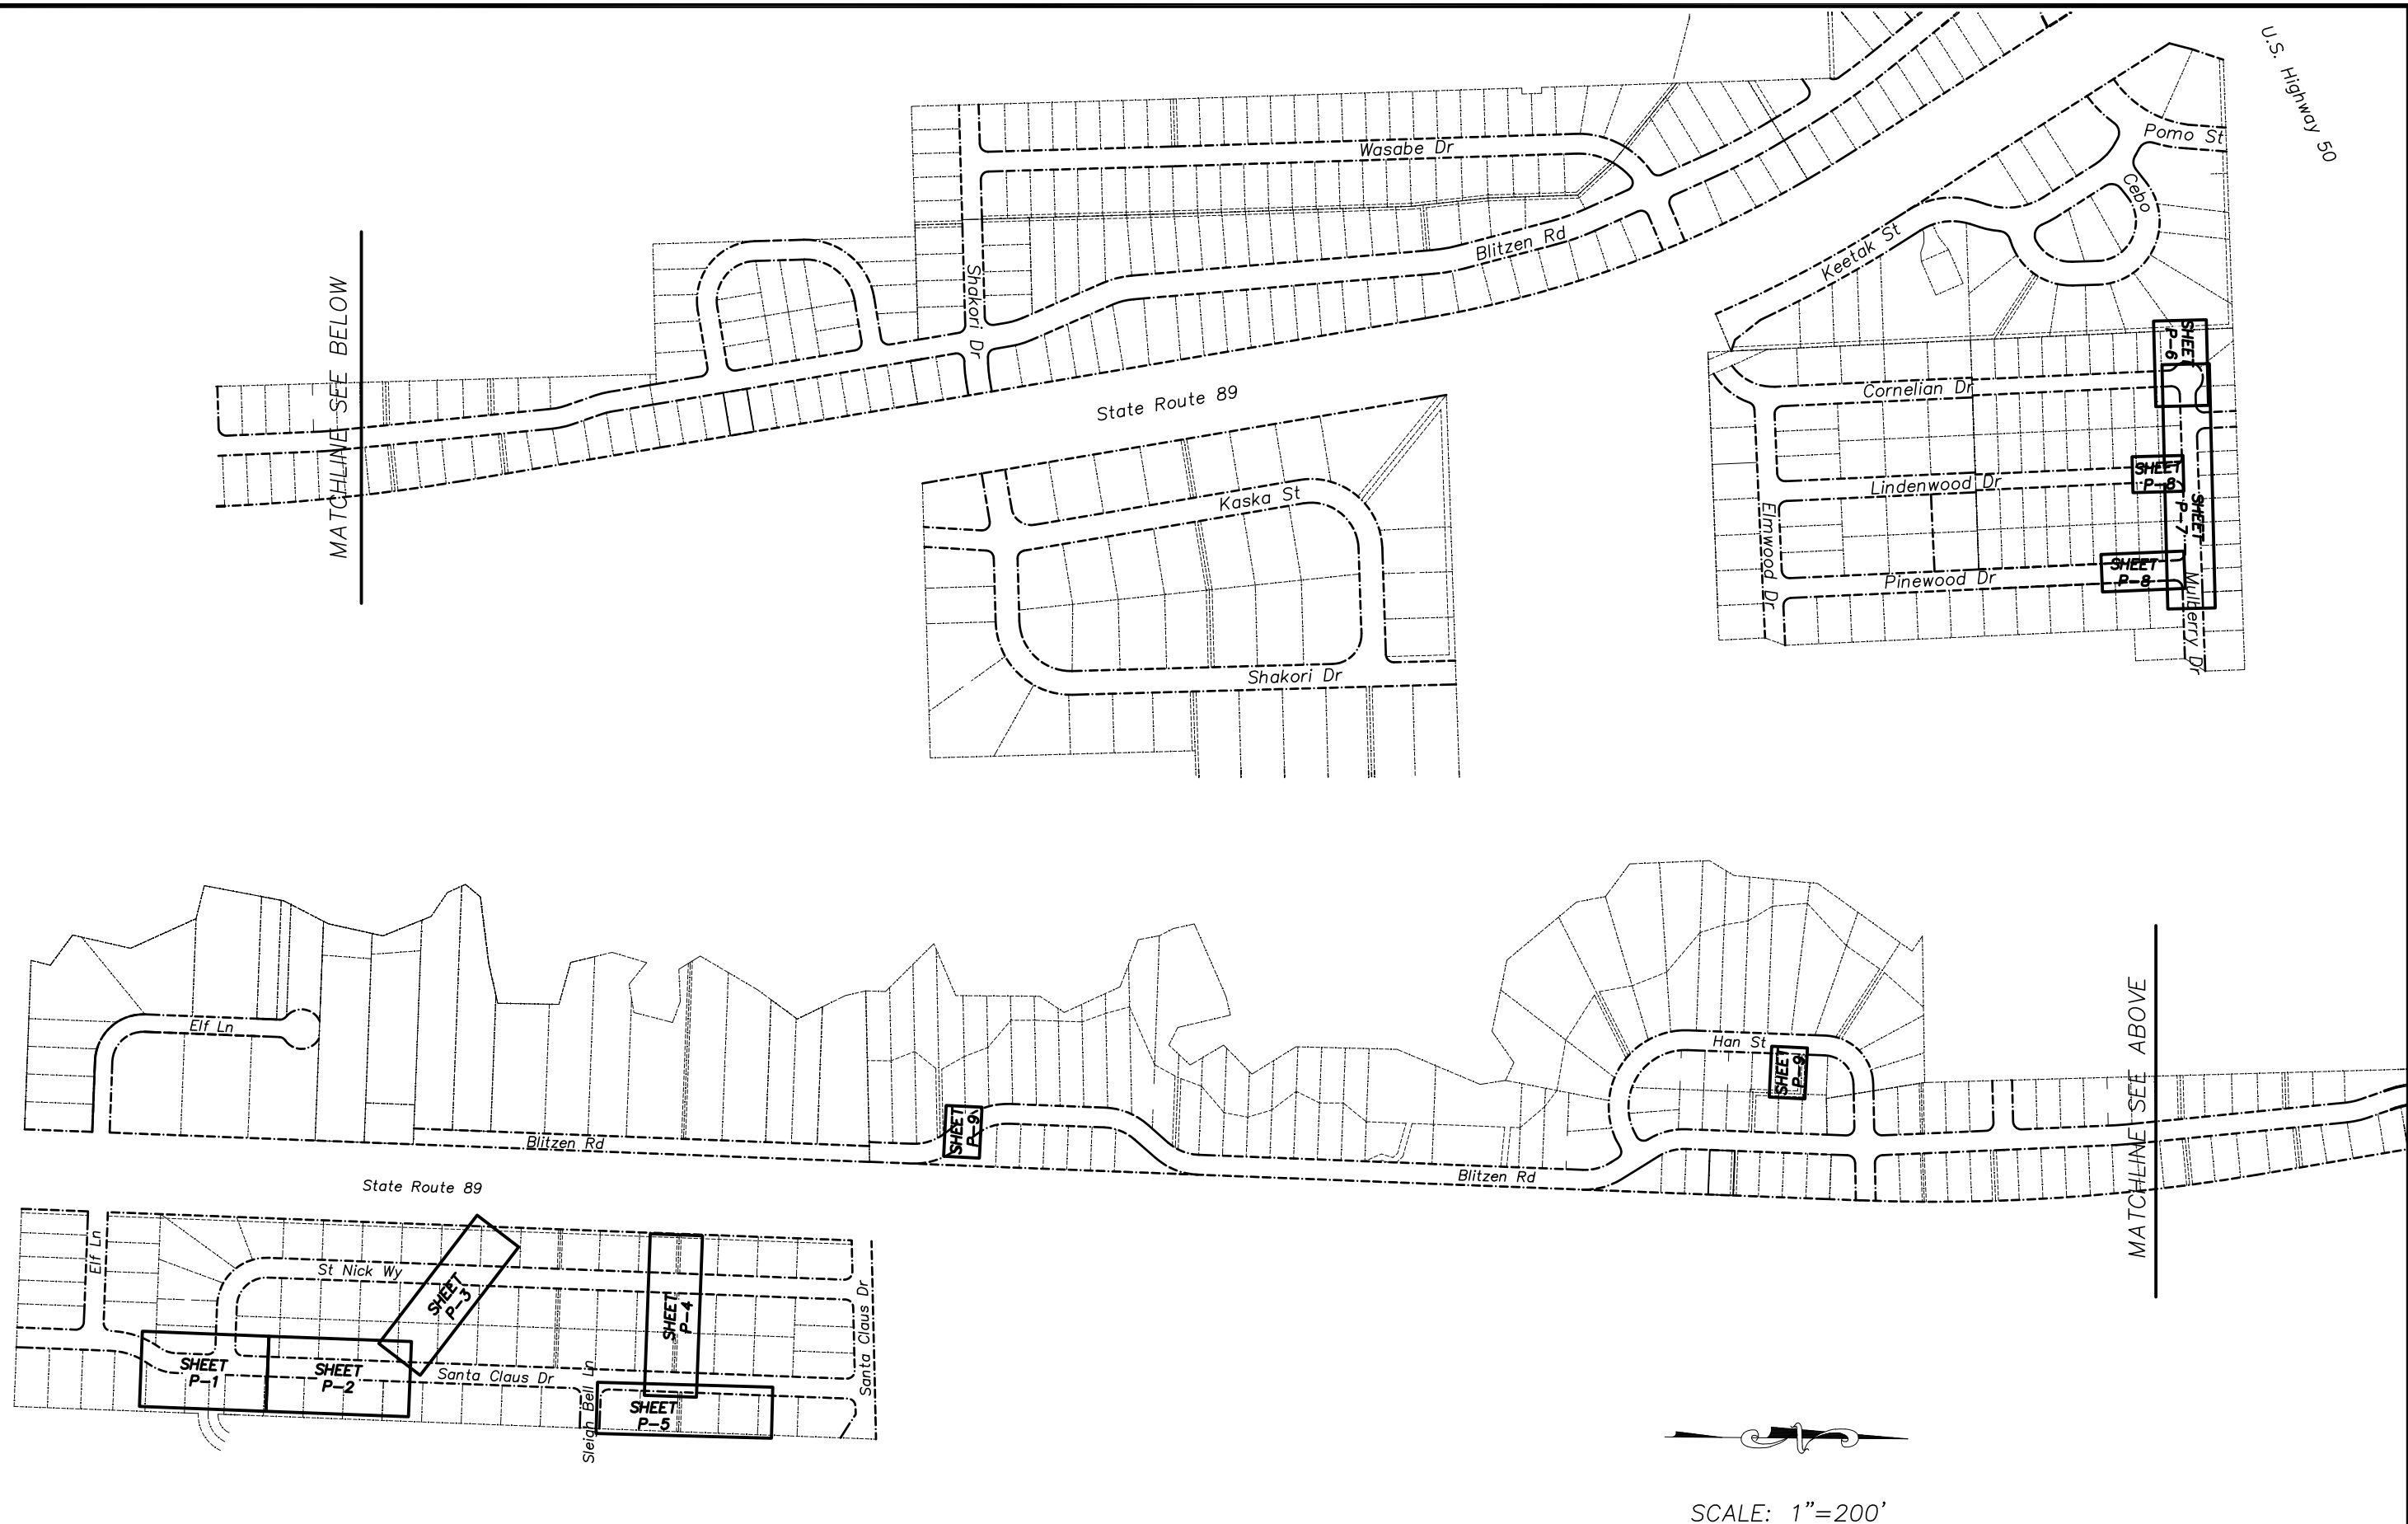 U.S. Highway 50
Pomo St
Wasabe Dr
Cebo
Blitzen Rd
Keetak St
Shakori Dr
MATCHLINE SEE BELOW
SHEET
P-6
Cornelian Dr
State Route 89
SHEET
P-8
Lindenwood Dr
Kaska St
SHEET
P-7
Elmwood Dr
SHEET
P-8
Pinewood Dr
Mulberry Dr
Shakori Dr
Elf Ln
Han St
SHEET
P-9
MATCHLINE SEE ABOVE
SHEET
P-9
Blitzen Rd
Blitzen Rd
State Route 89
Elf Ln
St Nick Wy
SHEET
P-3
SHEET
P-4
Santa Claus Dr
SHEET
P-1
SHEET
P-2
Santa Claus Dr
Sleigh Bell Ln
SHEET
P-5
SCALE: 1"=200'